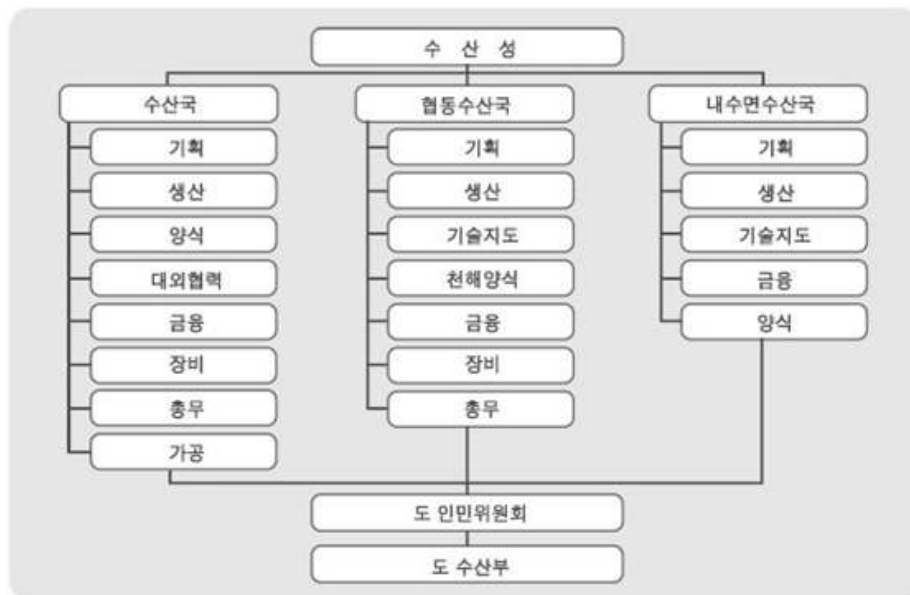 수 산 성
수산국
기획
생산
양식
대외협력
금융
장비
총무
가공
협동수산국
기획
생산
기술지도
천해양식
금융
장비
총무
내수면수산국
기획
생산
기술지도
금융
양식
도 인민위원회
도 수산부